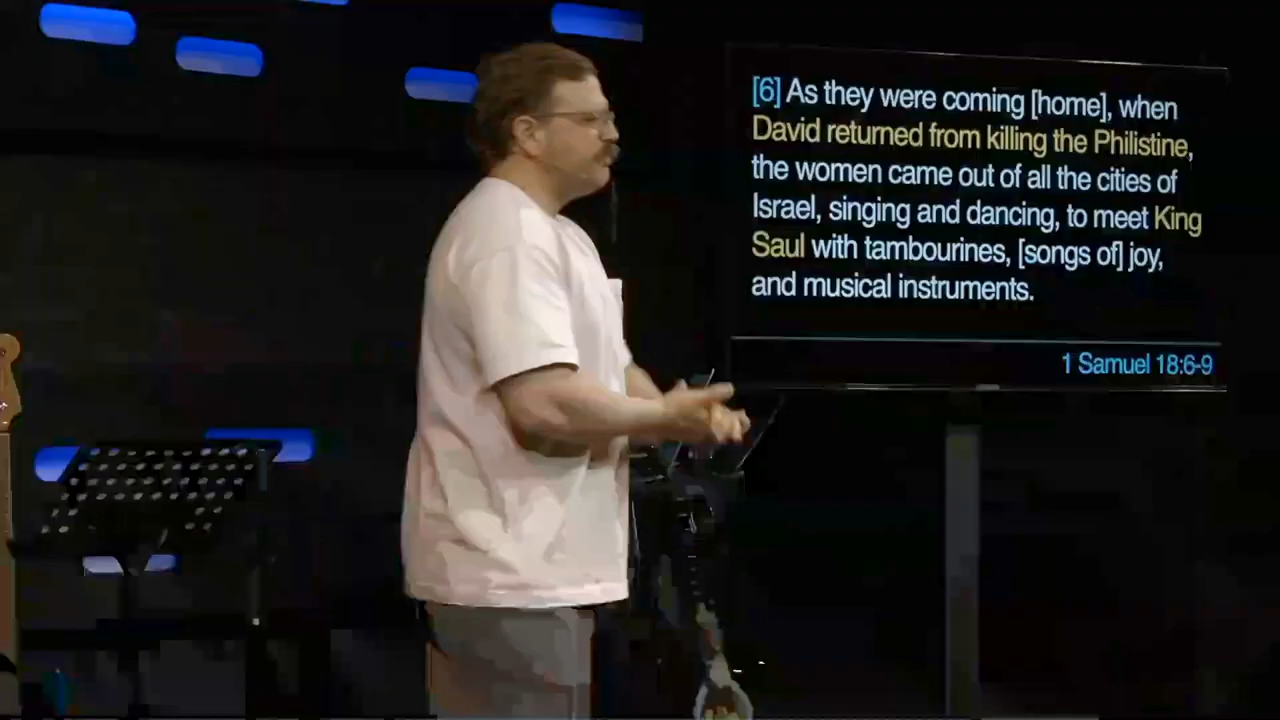 [6] As they were coming [home], when
David returned from killing the Philistine,
the women came out of all the cities of
Israel, singing and dancing, to meet King
Saul with tambourines, [songs of] joy,
and musical instruments.
1 Samuel 18:6-9